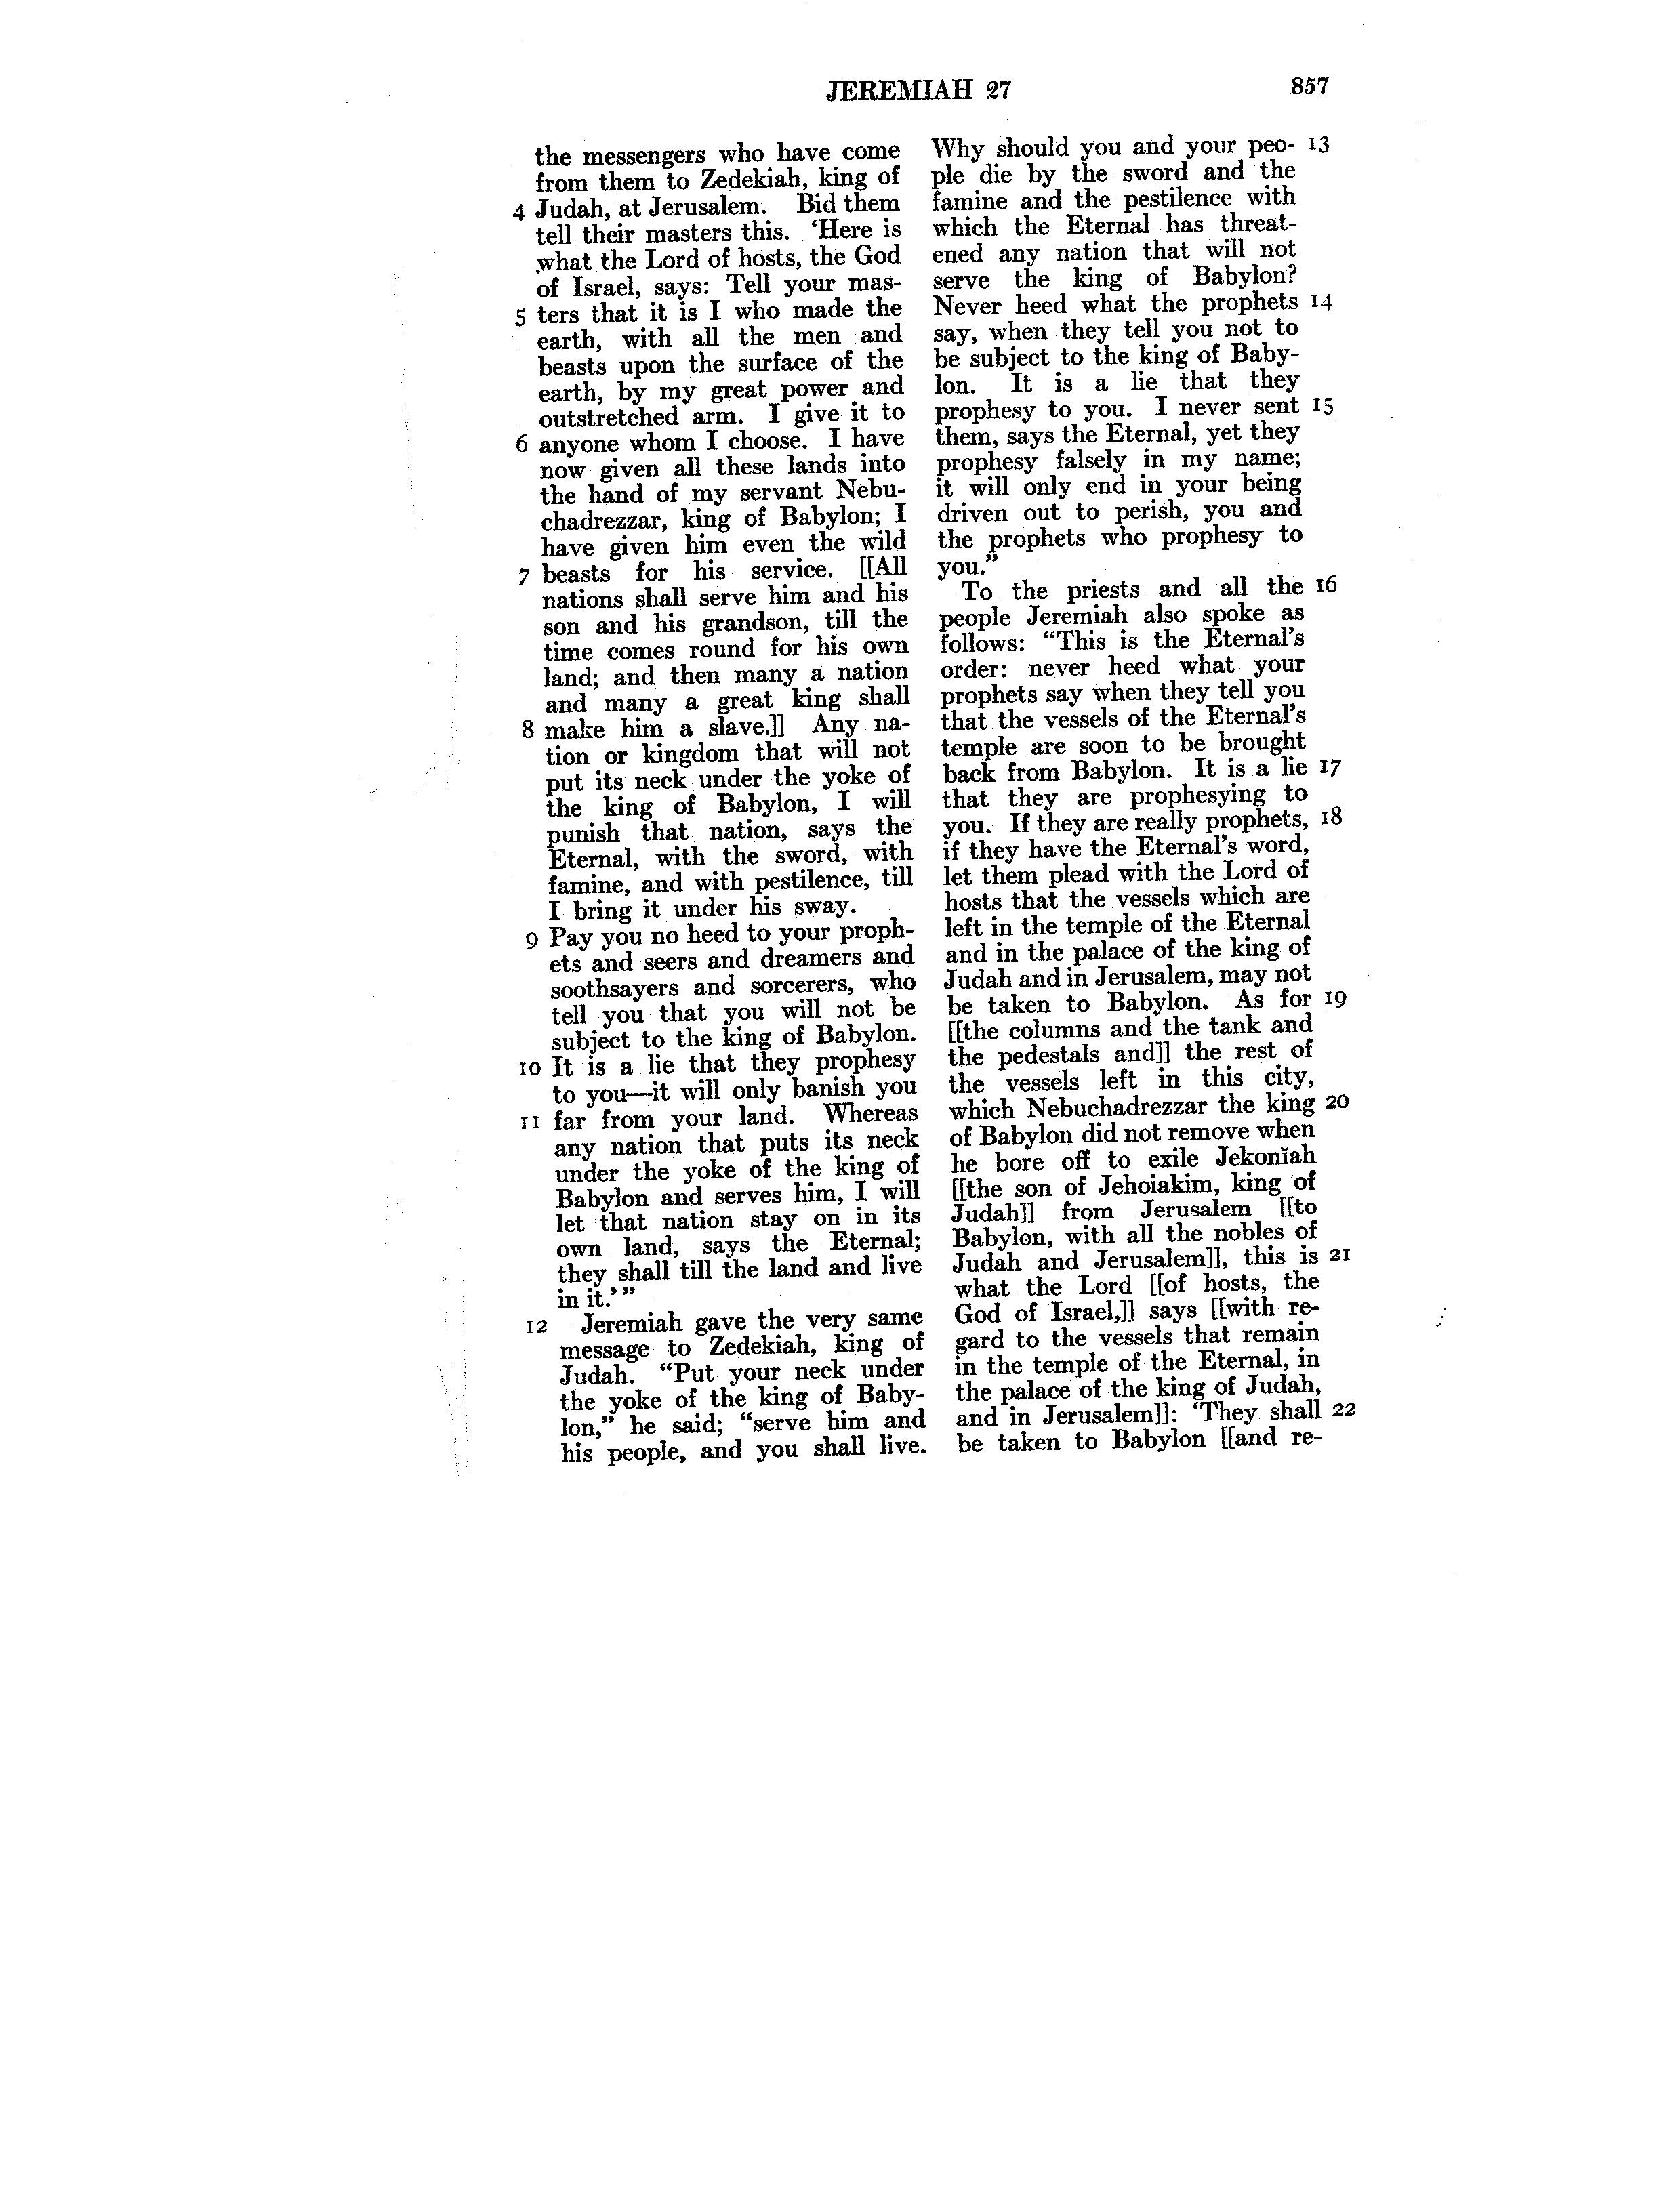 JEREMIAH 27
857
the messengers who have come
from them to Zedekiah, king of
4 Judah, at Jerusalem. Bid them
tell their masters this. ‘Here is
what the Lord of hosts, the God
of Israel, says: Tell your mas-
5 ters that it is I who made the
earth, with all the men and
beasts upon the surface of the
earth, by my great power and
outstretched arm. I give it to
6 anyone whom I choose. I have
now given all these lands into
the hand of my servant Nebu-
chadrezzar, king of Babylon; I
have given him even the wild
7 beasts for his service. [[All
nations shall serve him and his
son and his grandson, till the
time comes round for his own
land; and then many a nation
and many a great king shall
8 make him a slave.]] Any na-
tion or kingdom that will not
put its neck under the yoke of
the king of Babylon, I will
punish that nation, says the
Eternal, with the sword, with
famine, and with pestilence, till
I bring it under his sway.
9 Pay you no heed to your proph-
ets and seers and dreamers and
soothsayers and sorcerers, who
tell you that you will not be
subject to the king of Babylon.
10 It is a lie that they prophesy
to you—it will only banish you
11 far from your land. Whereas
any nation that puts its neck
under the yoke of the king of
Babylon and serves him, I will
let that nation stay on in its
own land, says the Eternal;
they shall till the land and live
in it.’”
12 Jeremiah gave the very same
message to Zedekiah, king of
Judah. “Put your neck under
the yoke of the king of Baby-
lon,” he said; “serve him and
his people, and you shall live.
Why should you and your peo- 13
ple die by the sword and the
famine and the pestilence with
which the Eternal has threat-
ened any nation that will not
serve the king of Babylon?
Never heed what the prophets 14
say, when they tell you not to
be subject to the king of Baby-
lon. It is a lie that they
prophesy to you. I never sent 15
them, says the Eternal, yet they
prophesy falsely in my name;
it will only end in your being
driven out to perish, you and
the prophets who prophesy to
you.”
To the priests and all the 16
people Jeremiah also spoke as
follows: “This is the Eternal’s
order: never heed what your
prophets say when they tell you
that the vessels of the Eternal’s
temple are soon to be brought
back from Babylon. It is a lie 17
that they are prophesying to
you. If they are really prophets, 18
if they have the Eternal’s word,
let them plead with the Lord of
hosts that the vessels which are
left in the temple of the Eternal
and in the palace of the king of
Judah and in Jerusalem, may not
be taken to Babylon. As for 19
[[the columns and the tank and
the pedestals and]] the rest of
the vessels left in this city,
which Nebuchadrezzar the king 20
of Babylon did not remove when
he bore off to exile Jekoniah
[[the son of Jehoiakim, king of
Judah]] from Jerusalem [[to
Babylon, with all the nobles of
Judah and Jerusalem]], this is 21
what the Lord [[of hosts, the
God of Israel,]] says [[with re-
gard to the vessels that remain
in the temple of the Eternal, in
the palace of the king of Judah,
and in Jerusalem]]: ‘They shall 22
be taken to Babylon [[and re-